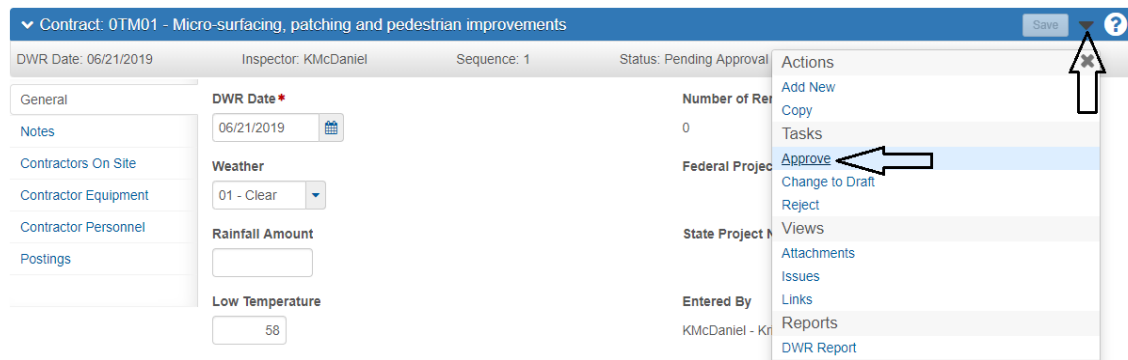 Contract: 0TM01 - Micro-surfacing, patching and pedestrian improvements
Save
?
DWR Date: 06/21/2019 Inspector: KMcDaniel Sequence: 1 Status: Pending Approval
General
Notes
Contractors On Site
Contractor Equipment
Contractor Personnel
Postings
DWR Date*
06/21/2019
Weather
01 - Clear
Rainfall Amount
Low Temperature
58
Number of Rer
0
Federal Projec
State Project N
Entered By
KMcDaniel - Kr
Actions
Add New
Copy
Tasks
Approve
Change to Draft
Reject
Views
Attachments
Issues
Links
Reports
DWR Report